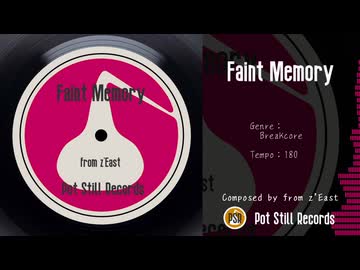 Faint Memory
from z'East
Pot Still Records
Faint Memory
Genre :
Breakcore
Tempo : 180
Composed by from z'East
PSR
Pot Still Records